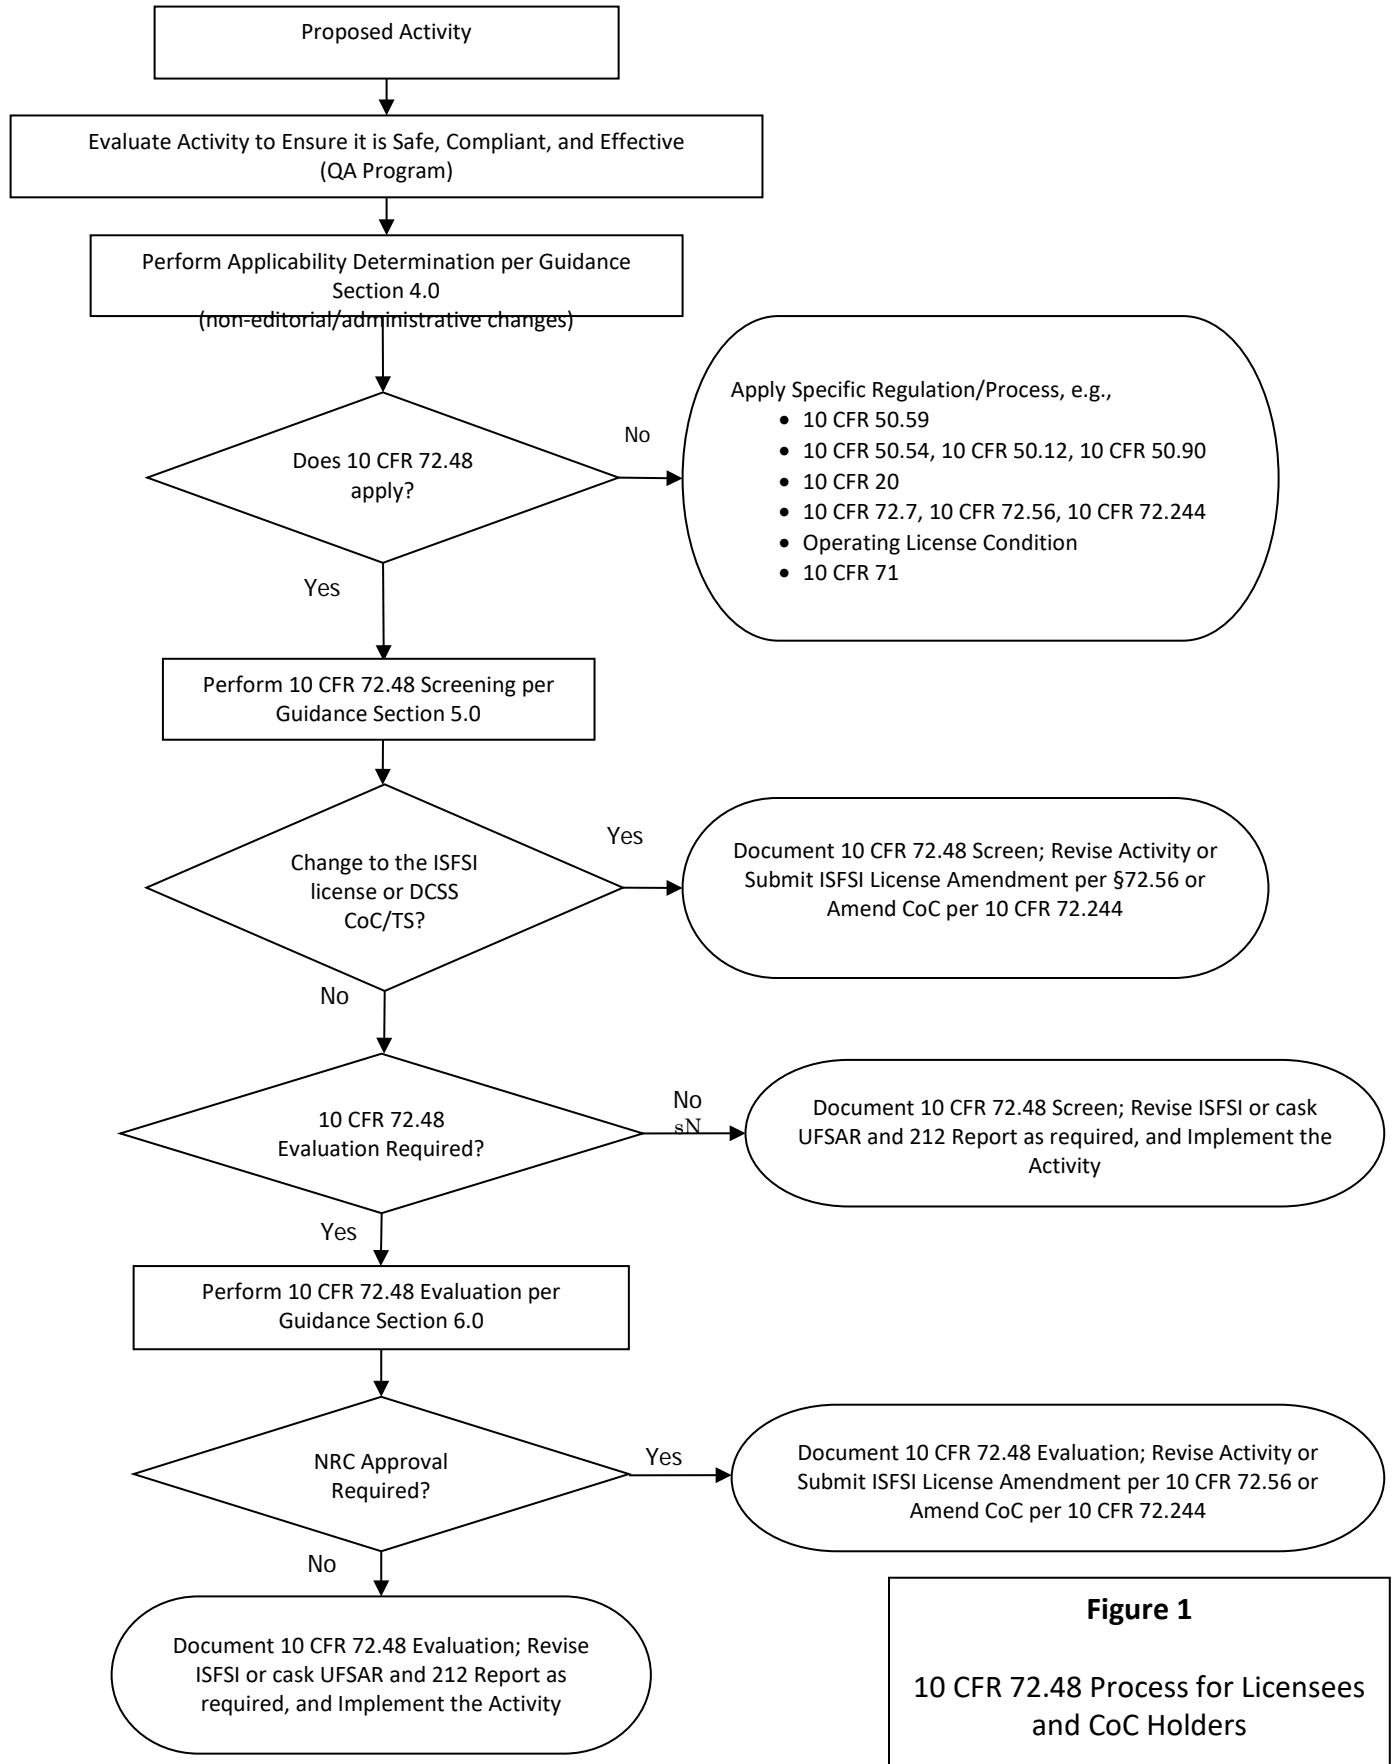 Proposed Activity
Evaluate Activity to Ensure it is Safe, Compliant, and Effective
(QA Program)
Perform Applicability Determination per Guidance
Section 4.0
(non-editorial/administrative changes)
Does 10 CFR 72.48
apply?
No
Apply Specific Regulation/Process, e.g.,
• 10 CFR 50.59
• 10 CFR 50.54, 10 CFR 50.12, 10 CFR 50.90
• 10 CFR 20
• 10 CFR 72.7, 10 CFR 72.56, 10 CFR 72.244
• Operating License Condition
• 10 CFR 71
Yes
Perform 10 CFR 72.48 Screening per
Guidance Section 5.0
Change to the ISFSI
license or DCSS
CoC/TS?
Yes
Document 10 CFR 72.48 Screen; Revise Activity or
Submit ISFSI License Amendment per §72.56 or
Amend CoC per 10 CFR 72.244
No
10 CFR 72.48
Evaluation Required?
No
sN
Document 10 CFR 72.48 Screen; Revise ISFSI or cask
UFSAR and 212 Report as required, and Implement the
Activity
Yes
Perform 10 CFR 72.48 Evaluation per
Guidance Section 6.0
NRC Approval
Required?
Yes
Document 10 CFR 72.48 Evaluation; Revise Activity or
Submit ISFSI License Amendment per 10 CFR 72.56 or
Amend CoC per 10 CFR 72.244
No
Document 10 CFR 72.48 Evaluation; Revise
ISFSI or cask UFSAR and 212 Report as
required, and Implement the Activity
Figure 1
10 CFR 72.48 Process for Licensees
and CoC Holders